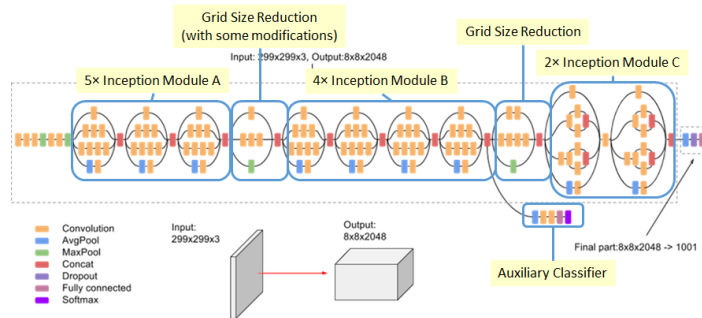 Grid Size Reduction
(with some modifications)
Grid Size Reduction
Input: 299x299x3, Output:8x8x2048
5× Inception Module A
4× Inception Module B
2× Inception Module C
Convolution
AvgPool
MaxPool
Concat
Dropout
Fully connected
Softmax
Input:
299x299x3
Output:
8x8x2048
Final part:8x8x2048 -> 1001
Auxiliary Classifier